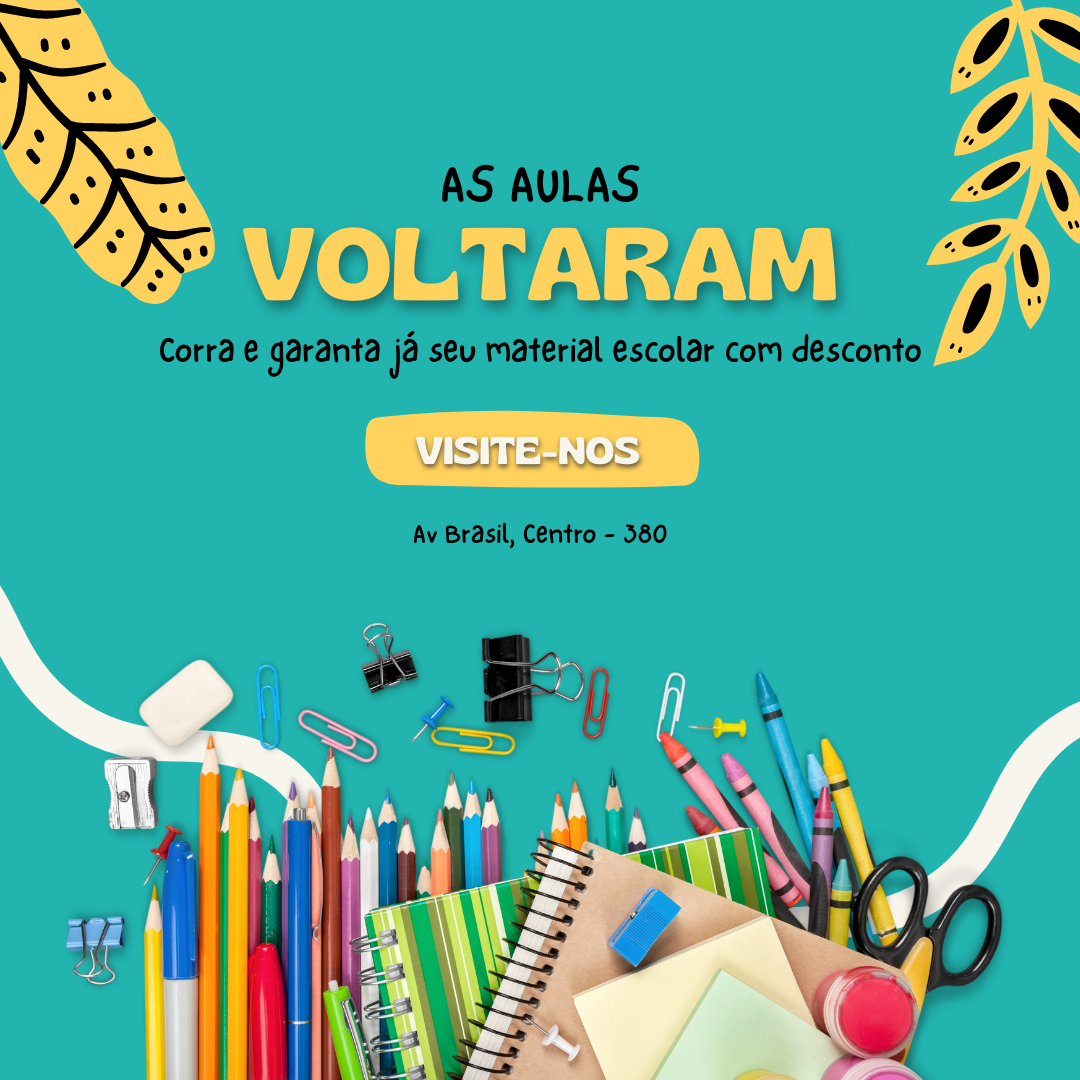 AS AULAS
VOLTARAM
Corra e garanta já seu material escolar com desconto
VISITE-NOS
Av Brasil, Centro - 380